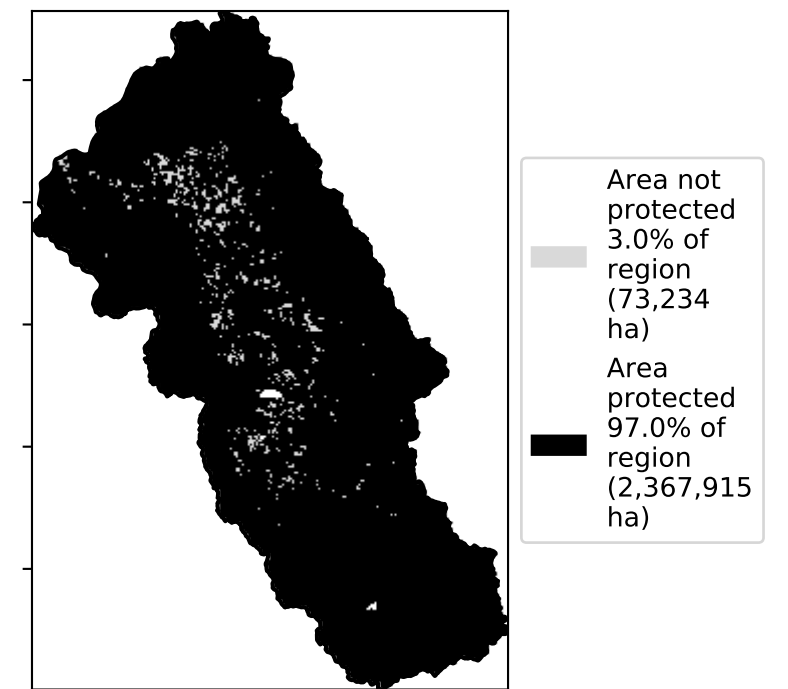 Area not
protected
3.0% of
region
(73,234
ha)
Area
protected
97.0% of
region
(2,367,915
ha)